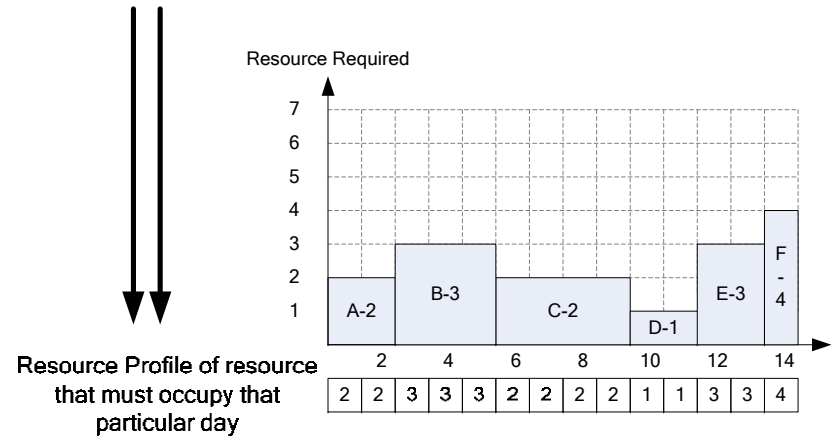 Resource Required
7
6
5
4
3
2
1
A-2
B-3
C-2
D-1
E-3
F
-
4
2 4 6 8 10 12 14
Resource Profile of resource
that must occupy that
particular day
2 2 3 3 3 2 2 2 2 1 1 3 3 4